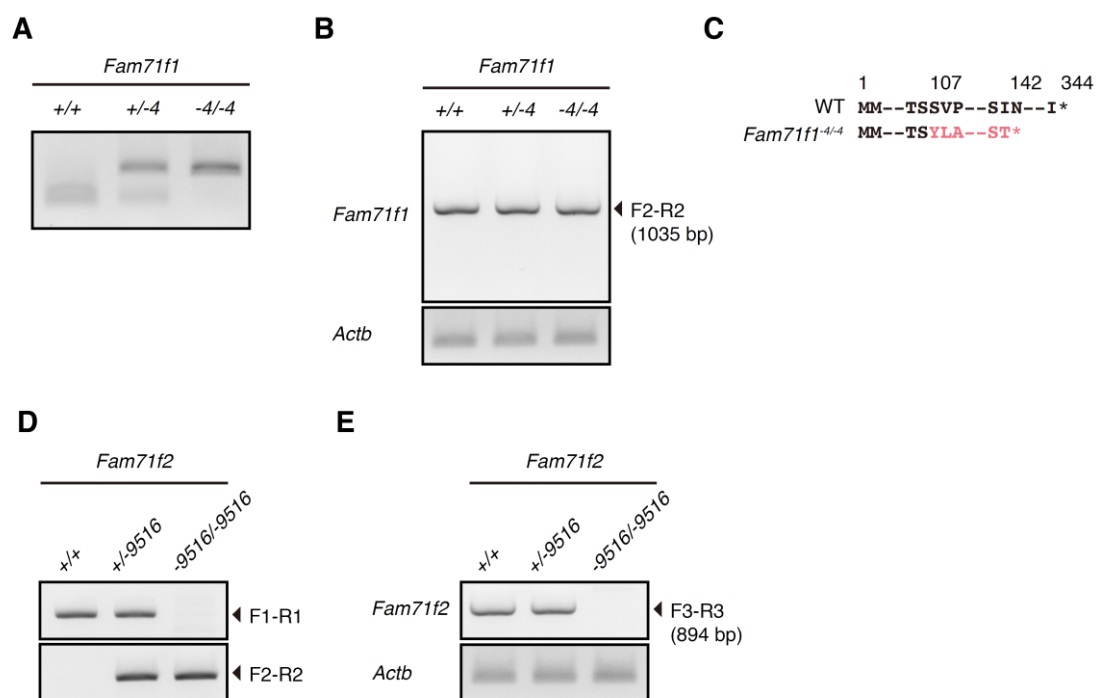 A
Fam71f1
+/+ +/-4 -4/-4
B
Fam71f1
+/+ +/-4 -4/-4
Fam71f1
F2-R2
(1035 bp)
Actb
C
1 107 142 344
WT MM--TSSVP--SIN--I*
Fam71f1-4/-4 MM--TSYLA--ST*
D
Fam71f2
+/+ +/-9516 -9516/-9516
F1-R1
F2-R2
E
Fam71f2
+/+ +/-9516 -9516/-9516
Fam71f2
F3-R3
(894 bp)
Actb